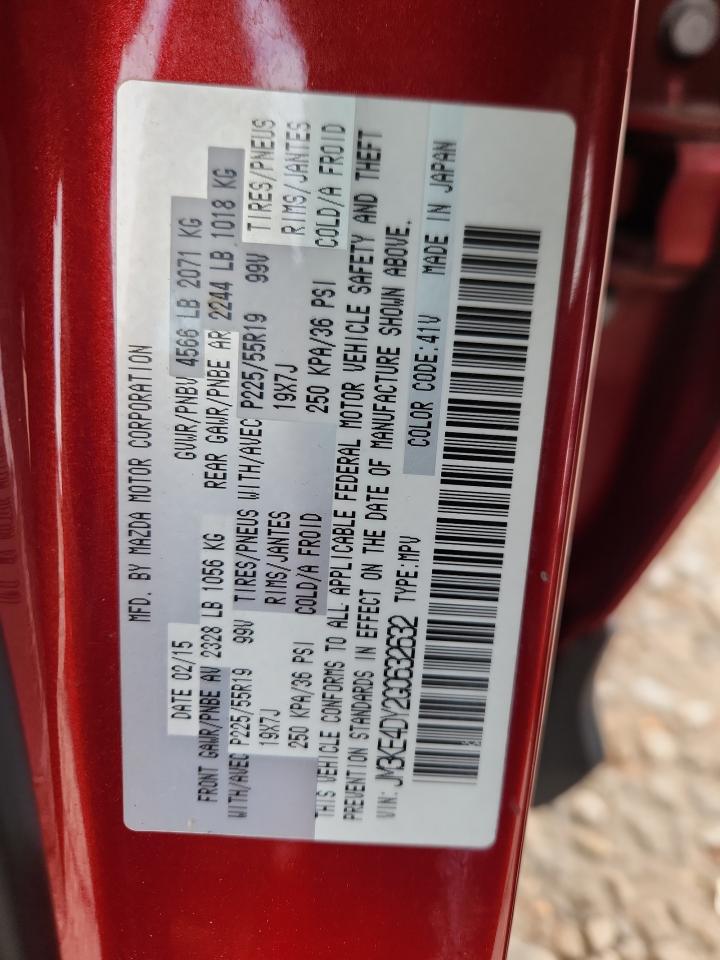 MFD. BY MAZDA MOTOR CORPORATION
DATE 02/15 GVWR/PNBV 4566 LB 2071 KG
FRONT GAWR/PNBE AV 2328 LB 1056 KG REAR GAWR/PNBE AR 2244 LB 1018 KG
WITH/AVEC P225/55R19 99V TIRES/PNEUS WITH/AVEC P225/55R19 99V TIRES/PNEUS
19X7J RIMS/JANTES 19X7J RIMS/JANTES
250 KPA/36 PSI COLD/A FROID 250 KPA/36 PSI COLD/A FROID
THIS VEHICLE CONFORMS TO ALL APPLICABLE FEDERAL MOTOR VEHICLE SAFETY AND THEFT
PREVENTION STANDARDS IN EFFECT ON THE DATE OF MANUFACTURE SHOWN ABOVE.
VIN: JM3KE4DY2G0632632 TYPE:MPV COLOR CODE:41V MADE IN JAPAN